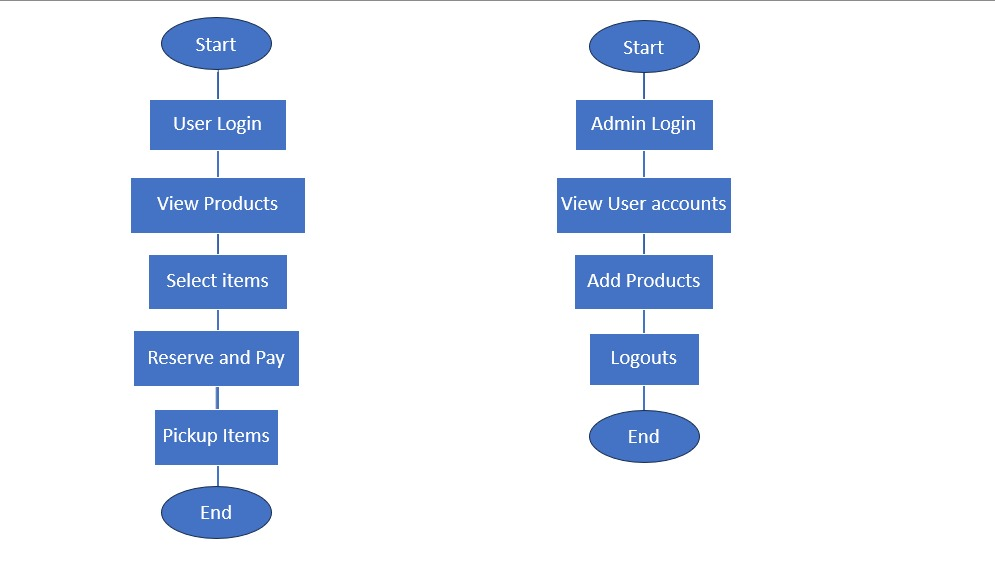 Start
User Login
View Products
Select items
Reserve and Pay
Pickup Items
End
Start
Admin Login
View User accounts
Add Products
Logouts
End